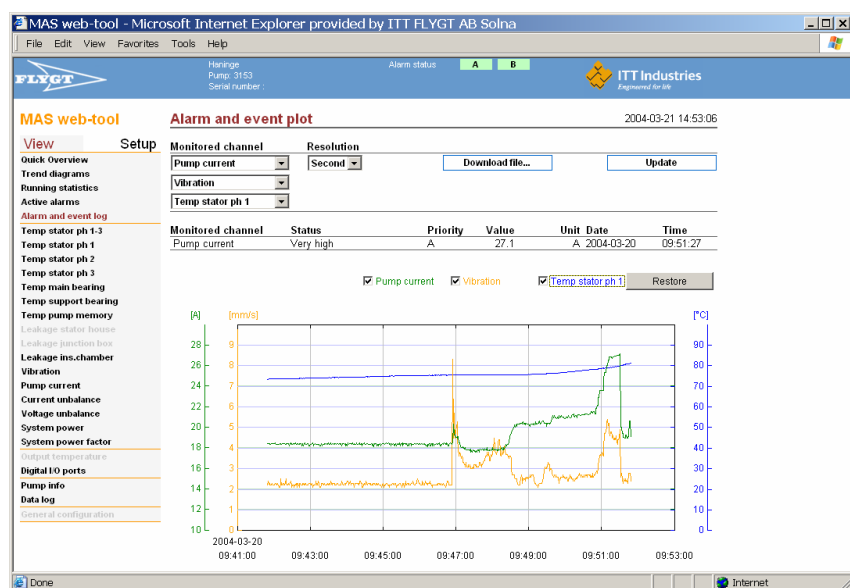 MAS web-tool - Microsoft Internet Explorer provided by ITT FLYGT AB Solna
File Edit View Favorites Tools Help
FLYGT
Haninge
Pump: 3153
Serial number :
Alarm status A B
ITT Industries
Engineered for life
MAS web-tool
View Setup
Quick Overview
Trend diagrams
Running statistics
Active alarms
Alarm and event log
Temp stator ph 1-3
Temp stator ph 1
Temp stator ph 2
Temp stator ph 3
Temp main bearing
Temp support bearing
Temp pump memory
Leakage stator house
Leakage junction box
Leakage ins.chamber
Vibration
Pump current
Current unbalance
Voltage unbalance
System power
System power factor
Output temperature
Digital I/O ports
Pump info
Data log
General configuration
Alarm and event plot 2004-03-21 14:53:06
Monitored channel Resolution
Pump current Second Download file... Update
Vibration
Temp stator ph 1
Monitored channel Status Priority Value Unit Date Time
Pump current Very high A 27.1 A 2004-03-20 09:51:27
Pump current Vibration Temp stator ph 1 Restore
[A] [mm/s] [°C]
28 9 90
26 8 80
24 7 70
22 6 60
20 5 50
18 4 40
16 3 30
14 2 20
12 1 10
10 0 0
2004-03-20
09:41:00 09:43:00 09:45:00 09:47:00 09:49:00 09:51:00 09:53:00
Done Internet